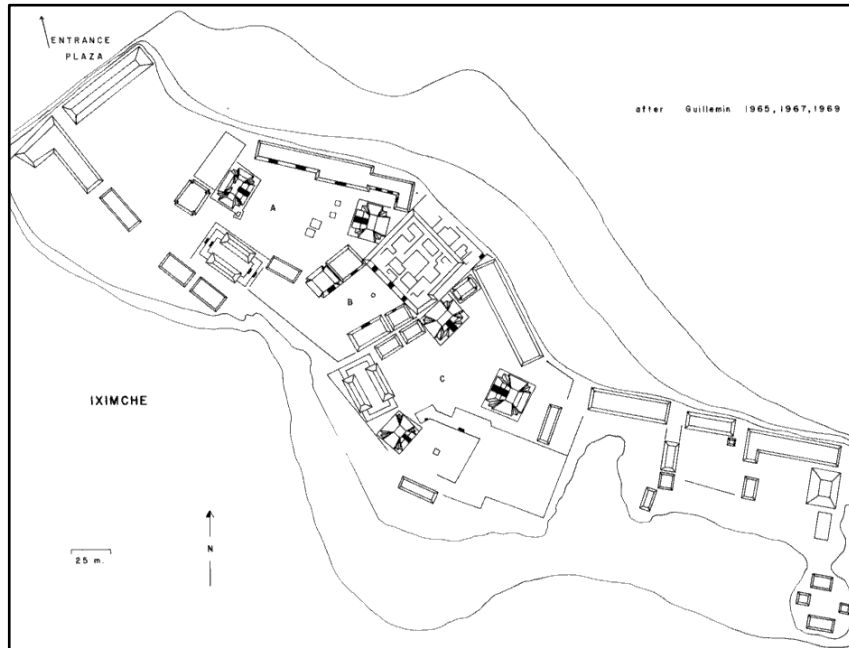 ENTRANCE
PLAZA
after Guillemin 1965, 1967, 1969
A
B
C
IXIMCHE
N
25 m.